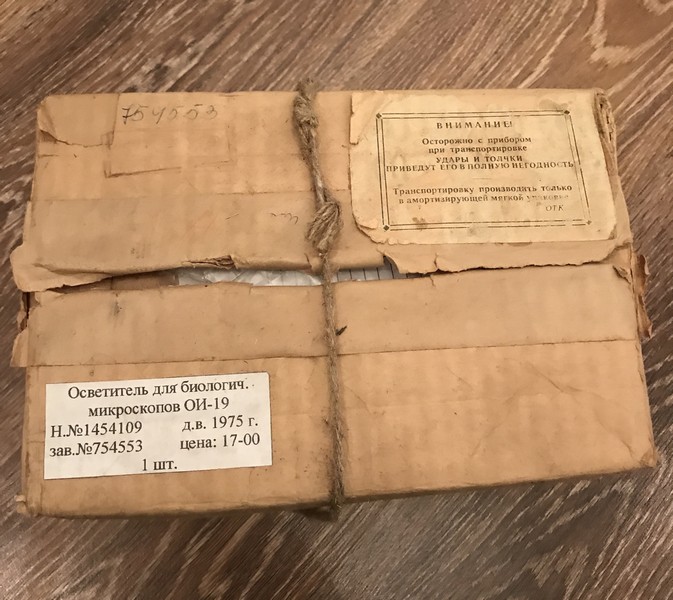 754553
ВНИМАНИЕ!
Осторожно с прибором
при транспортировке
УДАРЫ И ТОЛЧКИ
ПРИВЕДУТ ЕГО В ПОЛНУЮ НЕГОДНОСТЬ
Транспортировку производить только
в амортизирующей мягкой упаковке
ОТК
Осветитель для биологич.
микроскопов ОИ-19
Н.№1454109 д.в. 1975 г.
зав.№754553 цена: 17-00
1 шт.